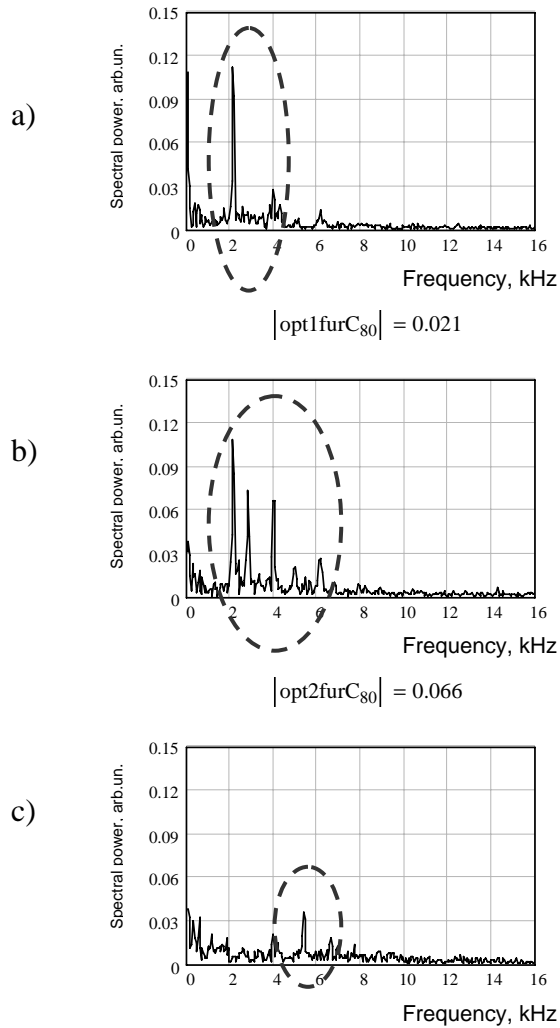 a)
Spectral power, arb.un.
0.15
0.12
0.09
0.06
0.03
0
0 2 4 6 8 10 12 14 16
Frequency, kHz
|opt1furC80| = 0.021
b)
Spectral power, arb.un.
0.15
0.12
0.09
0.06
0.03
0
0 2 4 6 8 10 12 14 16
Frequency, kHz
|opt2furC80| = 0.066
c)
Spectral power, arb.un.
0.15
0.12
0.09
0.06
0.03
0
0 2 4 6 8 10 12 14 16
Frequency, kHz